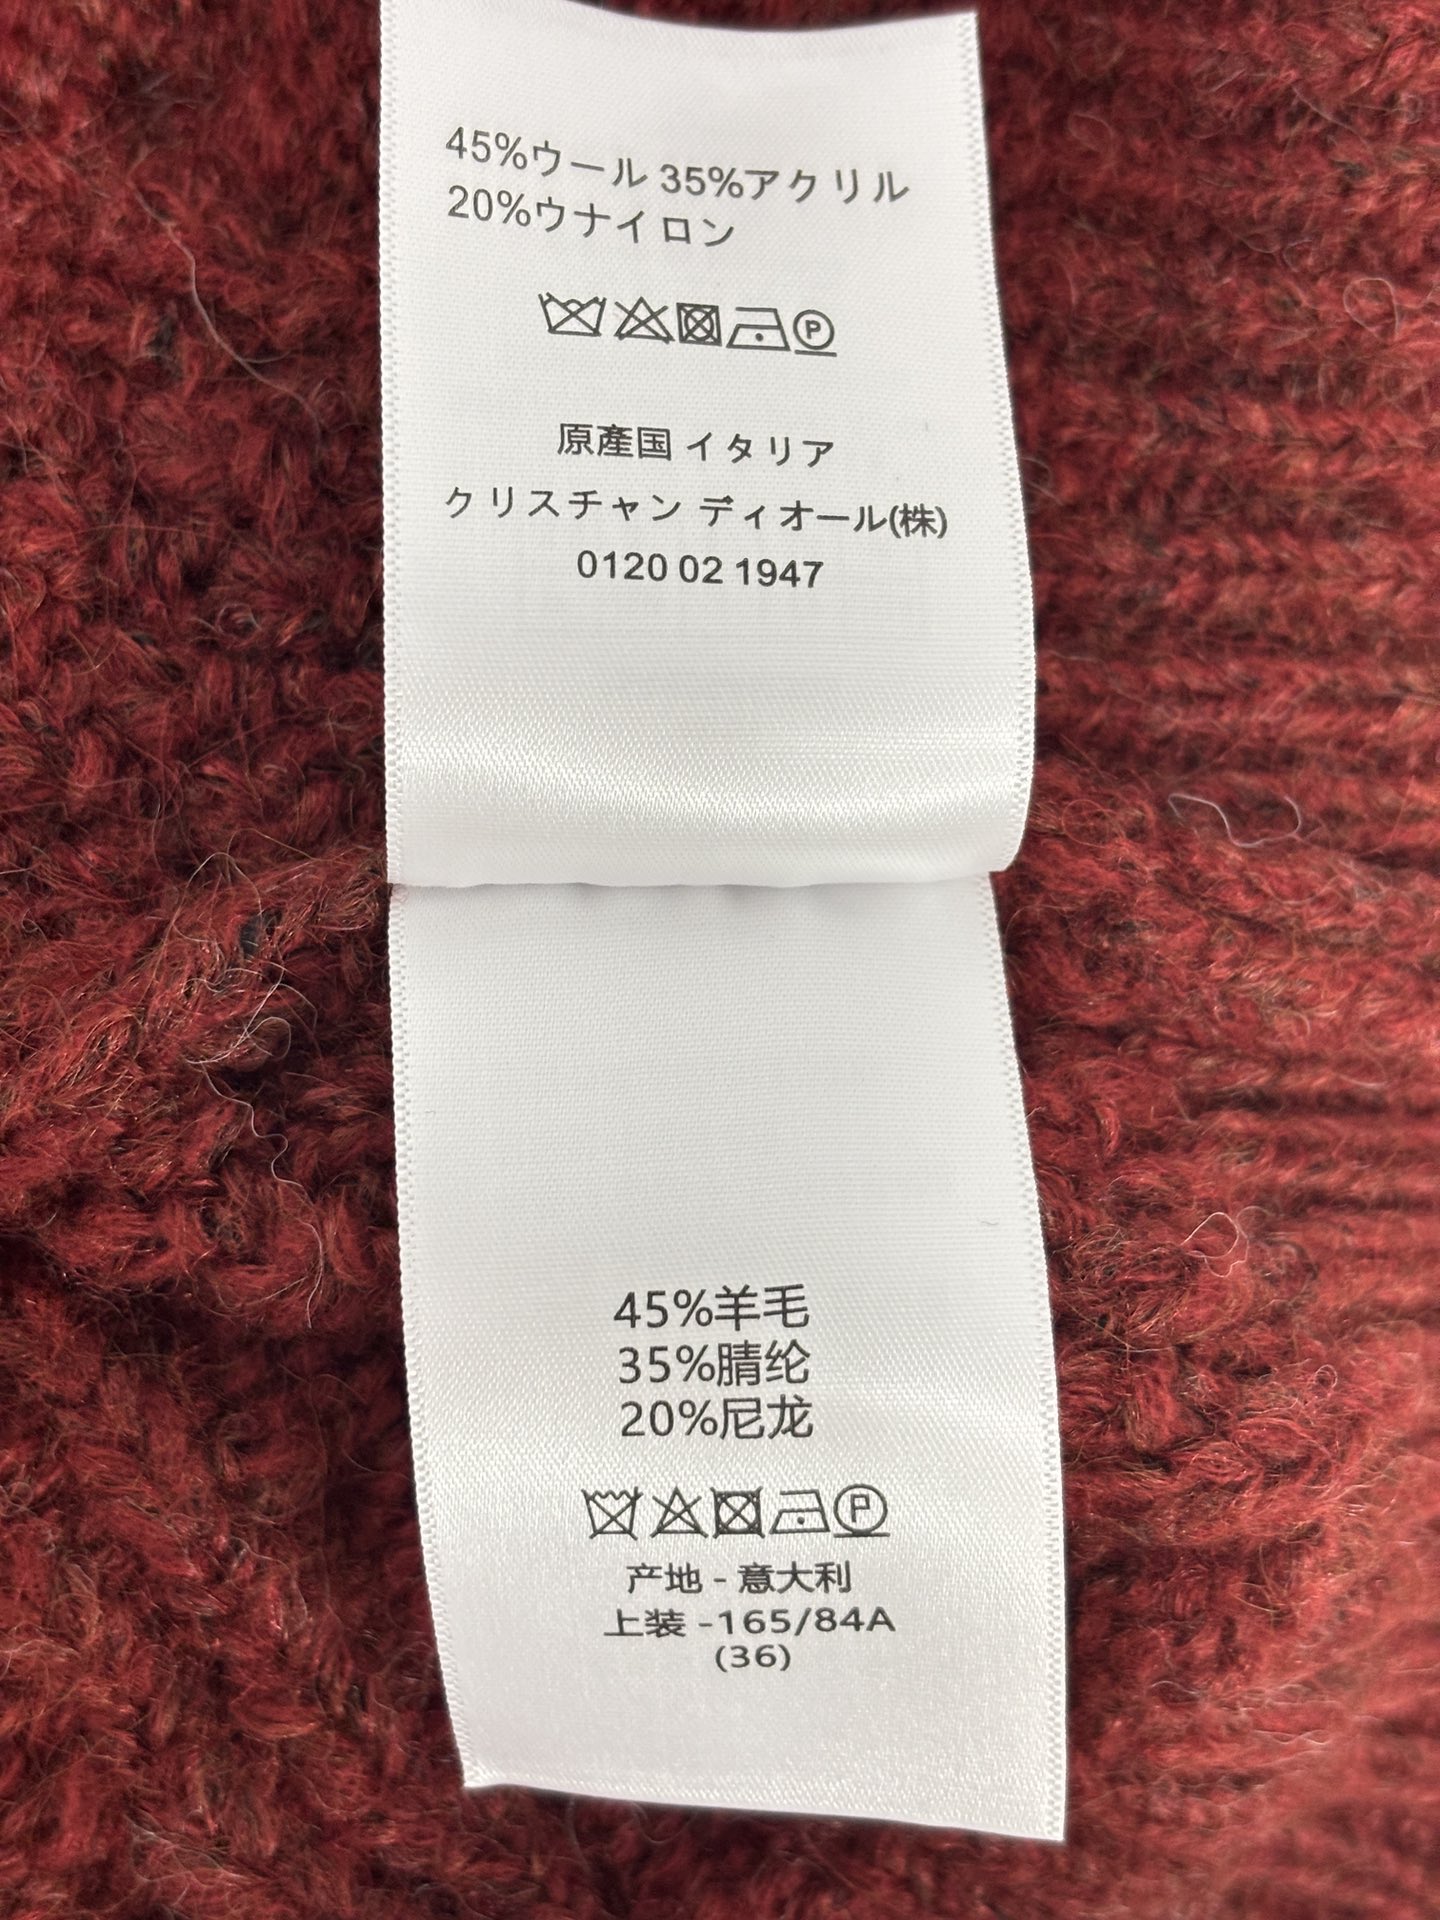 45%ウール 35%アクリル
20%ウナイロン
P
原產国 イタリア
クリスチャン ディオール(株)
0120 02 1947
45%羊毛
35%腈纶
20%尼龙
P
产地 - 意大利
上装 -165/84A
(36)